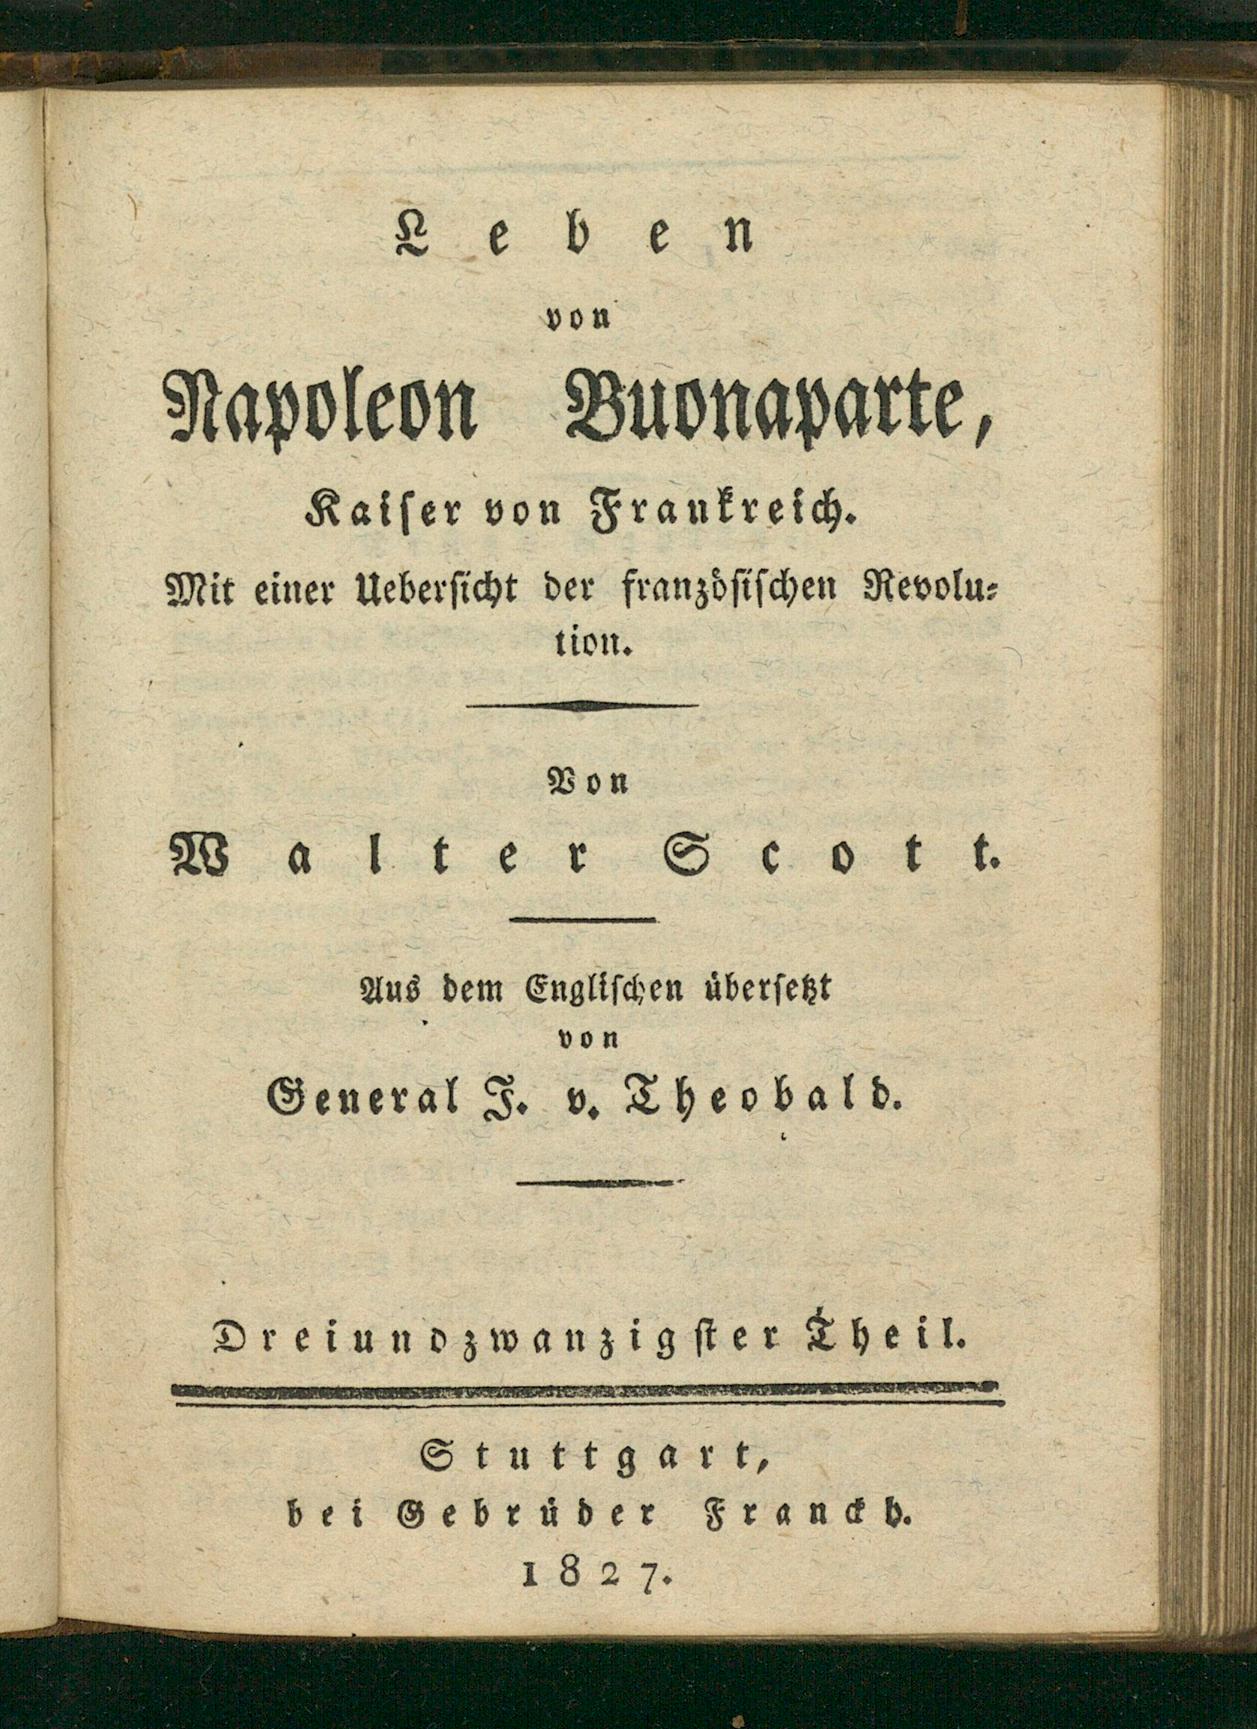 Leben
von
Napoleon Buonaparte,
Kaiser von Frankreich.
Mit einer Uebersicht der französischen Revolu-
tion.
Von
Walter Scott.
Aus dem Englischen übersetzt
von
General J. v. Theobald.
Dreiundzwanzigster Theil.
Stuttgart,
bei Gebrüder Franckh.
1827.